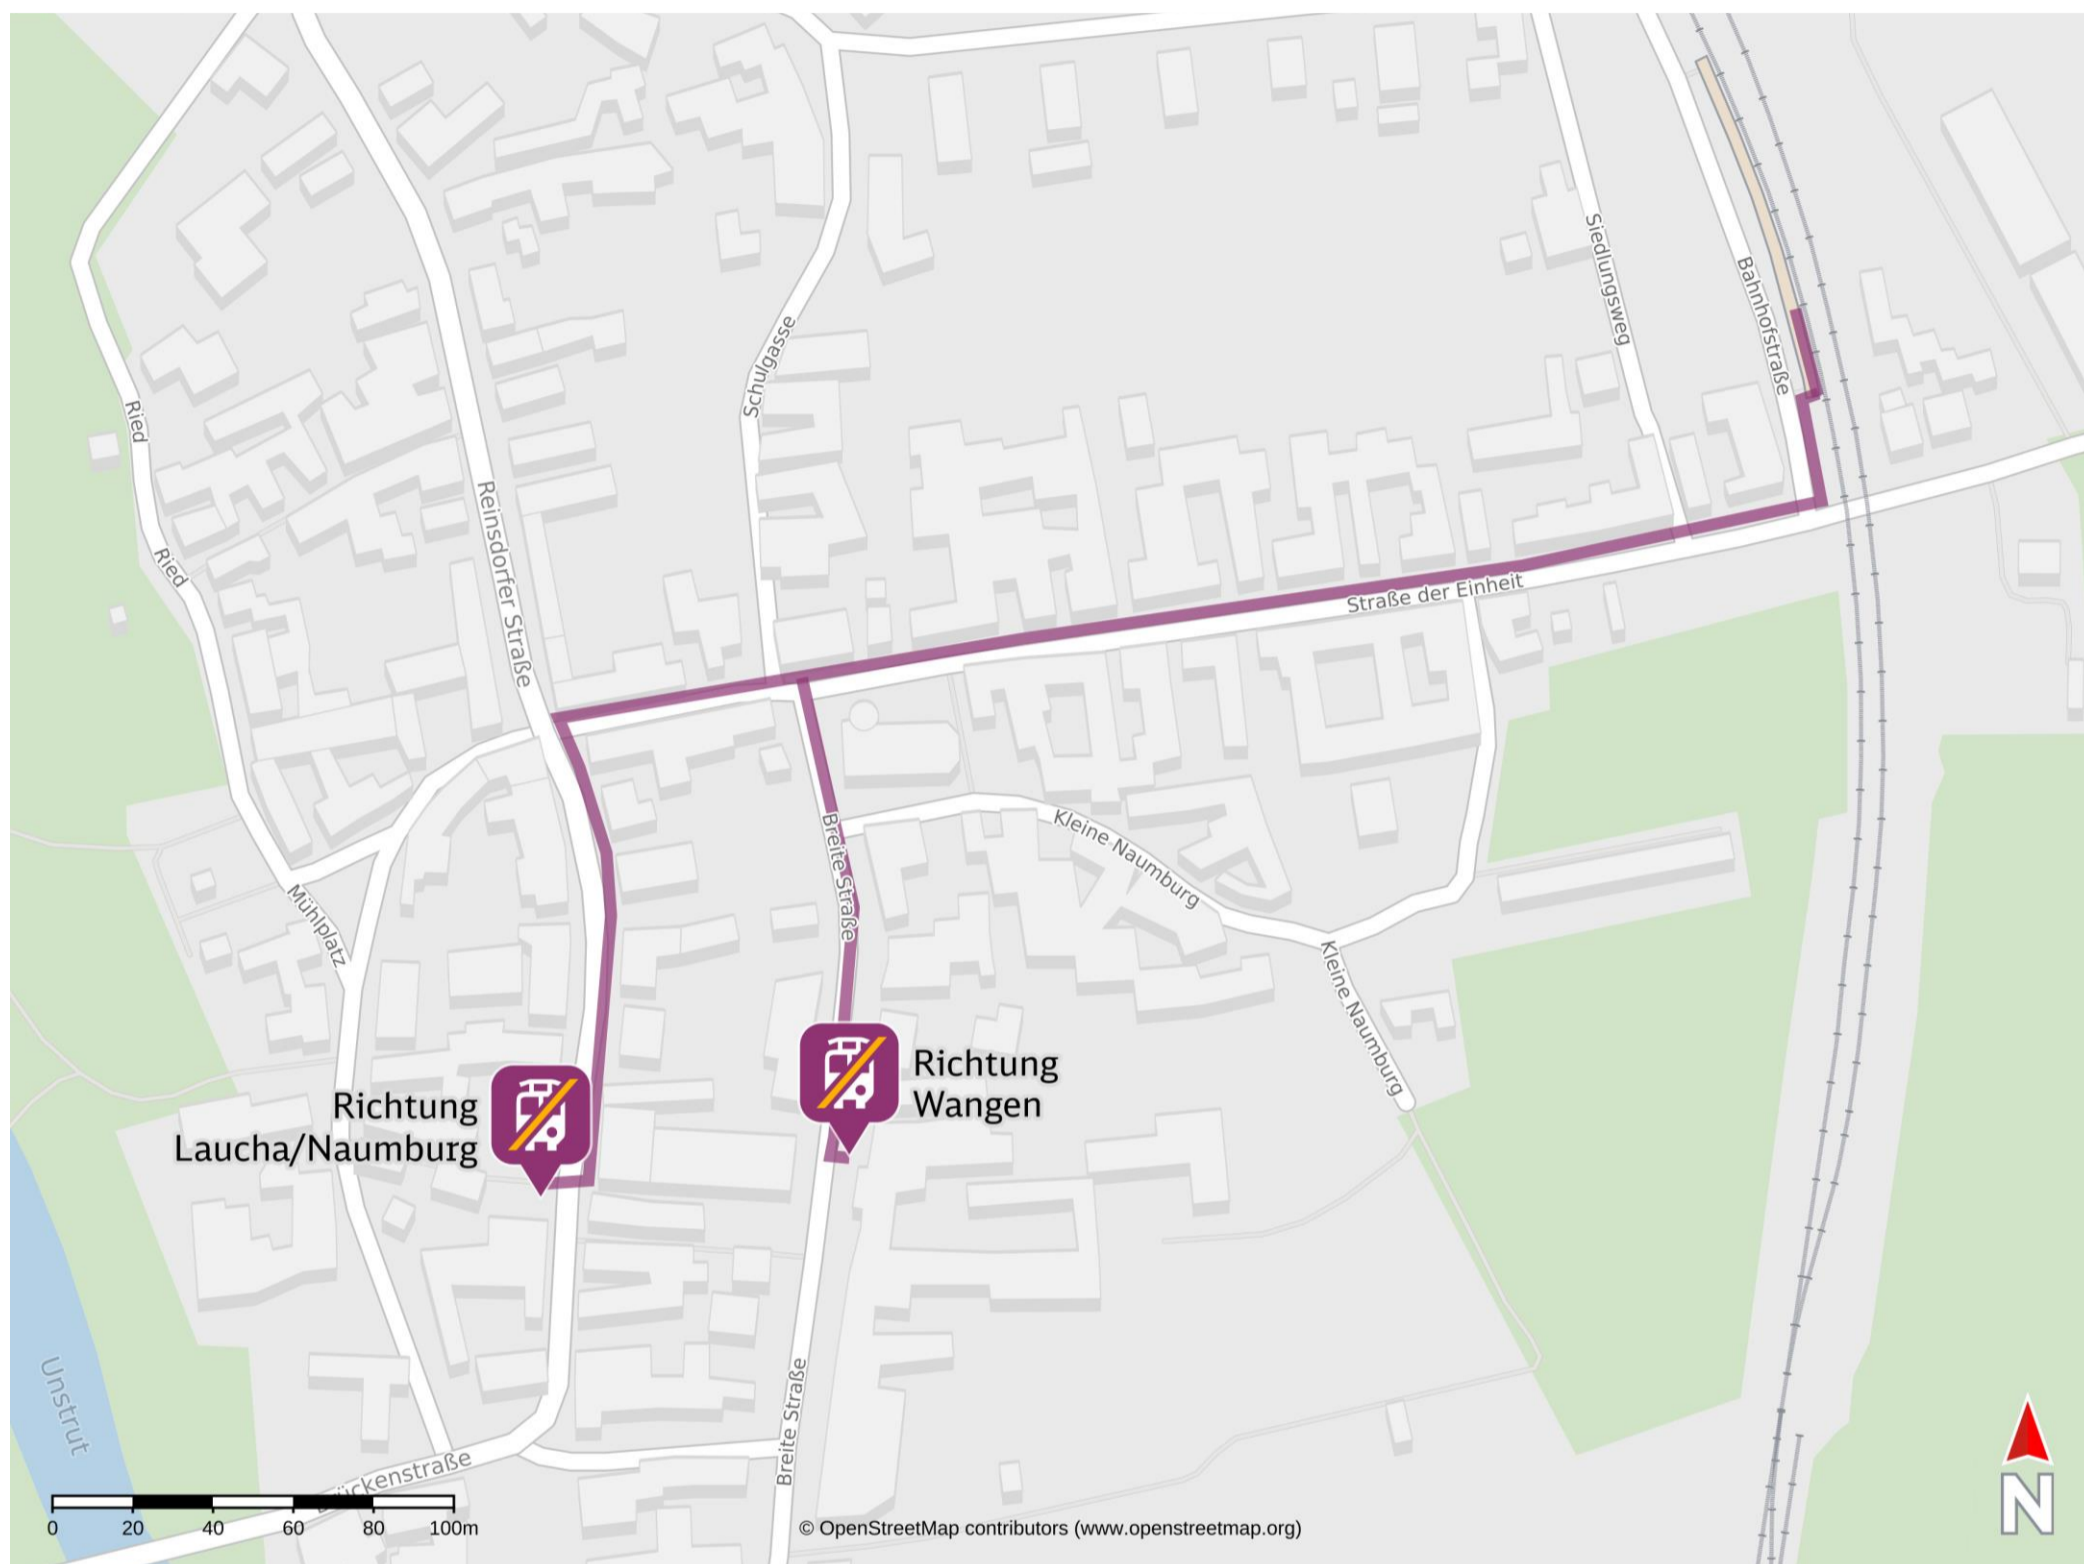 Siedlungsweg
Bahnhofstraße
Schulgasse
Ried
Reinsdorfer Straße
Ried
Straße der Einheit
Breite Straße
Kleine Naumburg
Mühlplatz
Kleine Naumburg
Richtung
Wangen
Richtung
Laucha/Naumburg
Unstrut
Breite Straße
Brückenstraße
0 20 40 60 80 100m
© OpenStreetMap contributors (www.openstreetmap.org)
N